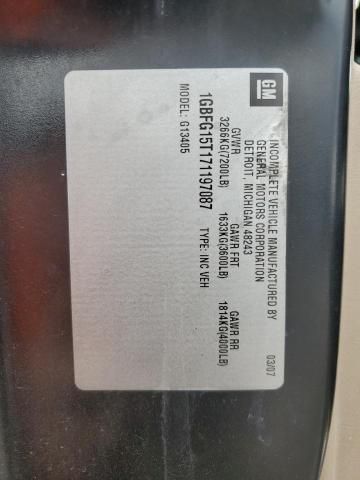 GM
INCOMPLETE VEHICLE MANUFACTURED BY
GENERAL MOTORS CORPORATION
DETROIT, MICHIGAN 48243
03/07
GVWR GAWR FRT GAWR RR
3266KG(7200LB) 1633KG(3600LB) 1814KG(4000LB)
1GBFG15T171197087 TYPE: INC VEH
MODEL: G13405